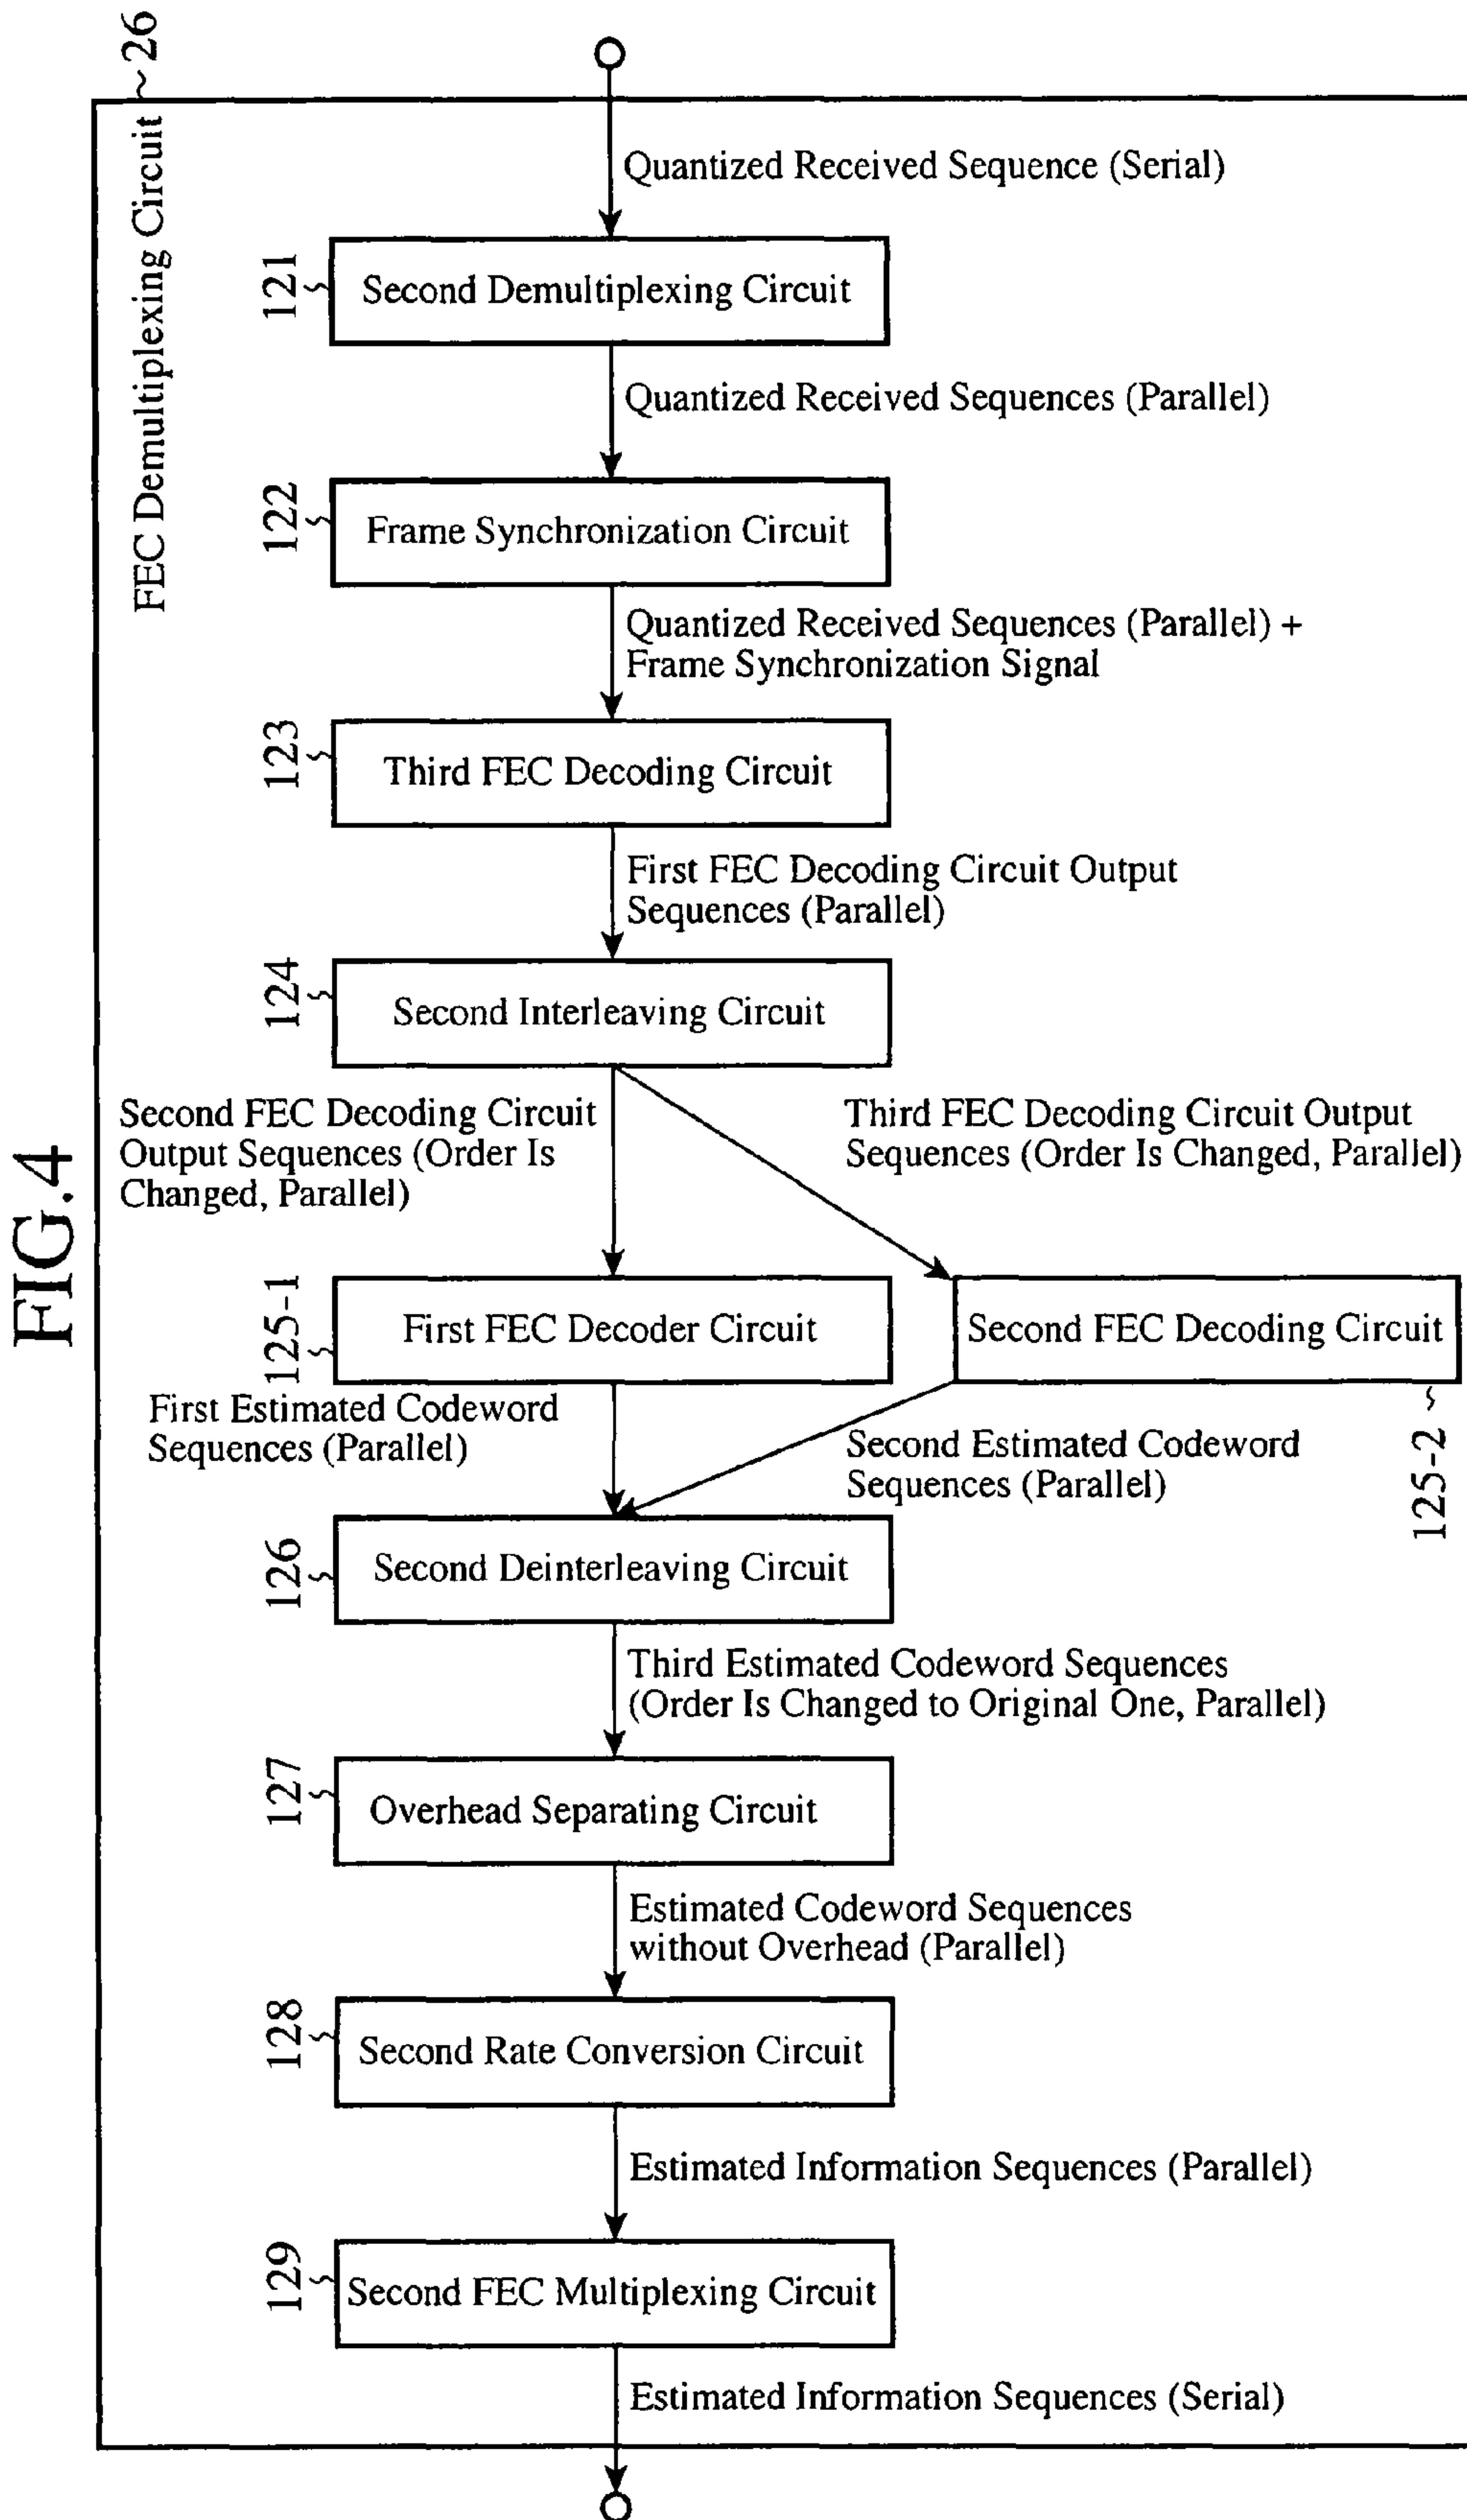 FIG.4
FEC Demultiplexing Circuit
26
Quantized Received Sequence (Serial)
121
Second Demultiplexing Circuit
Quantized Received Sequences (Parallel)
122
Frame Synchronization Circuit
Quantized Received Sequences (Parallel) +
Frame Synchronization Signal
123
Third FEC Decoding Circuit
First FEC Decoding Circuit Output
Sequences (Parallel)
124
Second Interleaving Circuit
Second FEC Decoding Circuit
Output Sequences (Order Is
Changed, Parallel)
Third FEC Decoding Circuit Output
Sequences (Order Is Changed, Parallel)
125-1
First FEC Decoder Circuit
Second FEC Decoding Circuit
125-2
First Estimated Codeword
Sequences (Parallel)
Second Estimated Codeword
Sequences (Parallel)
126
Second Deinterleaving Circuit
Third Estimated Codeword Sequences
(Order Is Changed to Original One, Parallel)
127
Overhead Separating Circuit
Estimated Codeword Sequences
without Overhead (Parallel)
128
Second Rate Conversion Circuit
Estimated Information Sequences (Parallel)
129
Second FEC Multiplexing Circuit
Estimated Information Sequences (Serial)